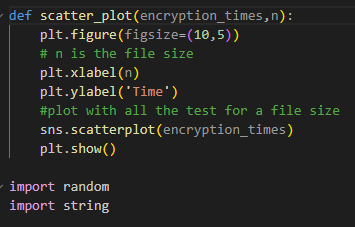 def scatter_plot(encryption_times,n):
    plt.figure(figsize=(10,5))
    # n is the file size
    plt.xlabel(n)
    plt.ylabel('Time')
    #plot with all the test for a file size
    sns.scatterplot(encryption_times)
    plt.show()
import random
import string